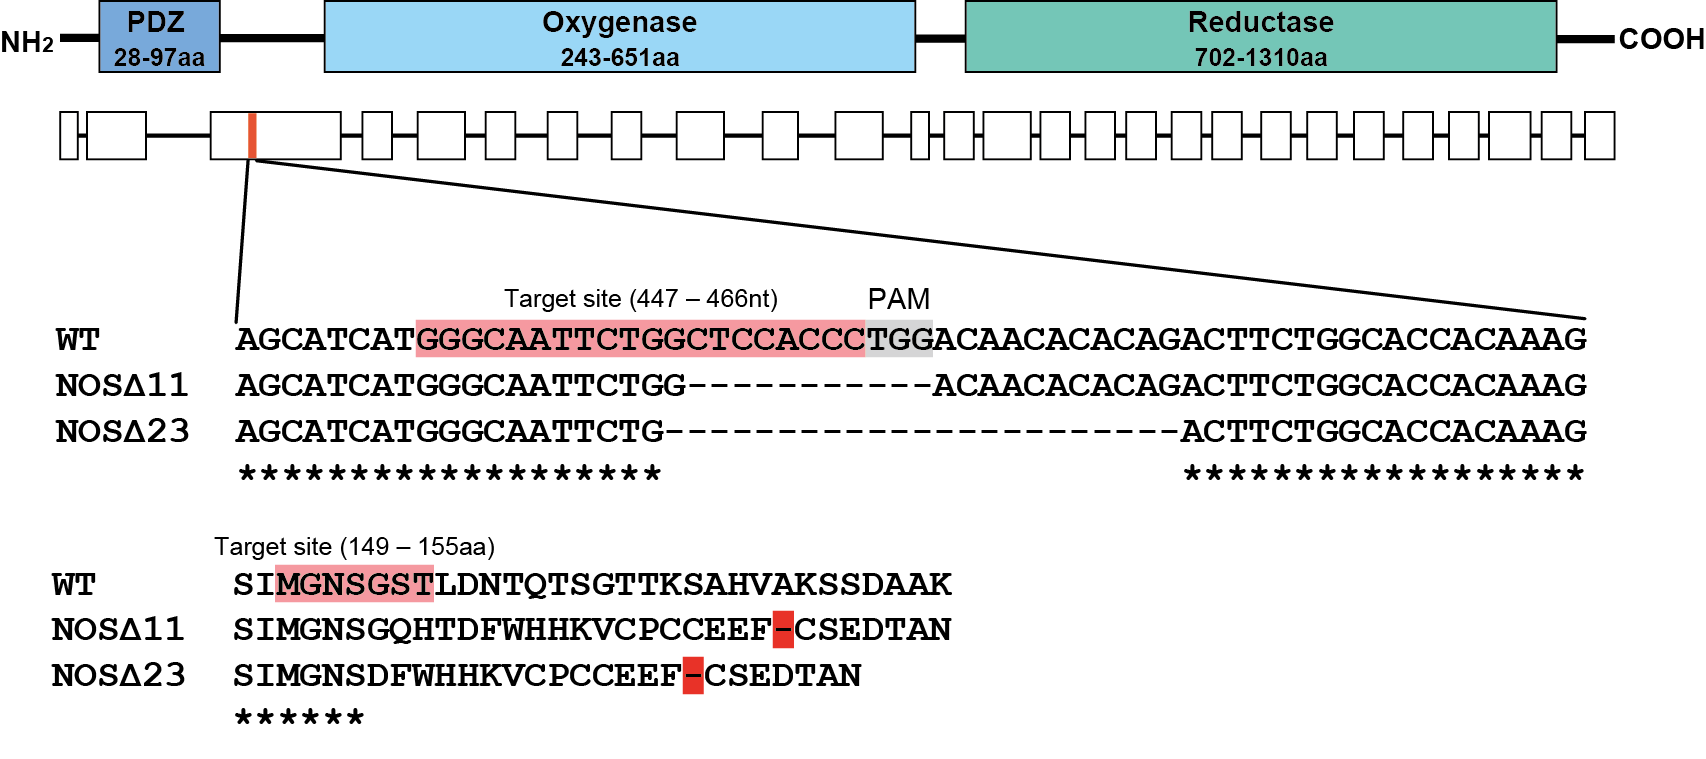 PDZ
28-97aa
Oxygenase
243-651aa
Reductase
702-1310aa
NH2
COOH
Target site (447 – 466nt)
PAM
WT AGCATCATGGGCAATTCTGGCTCCACCCTGGACAACACACAGACTTCTGGCACCACAAAG
NOSΔ11 AGCATCATGGGCAATTCTGG-----------ACAACACACAGACTTCTGGCACCACAAAG
NOSΔ23 AGCATCATGGGCAATTCTG-----------------------ACTTCTGGCACCACAAAG
******************* ******************
Target site (149 – 155aa)
WT SIMGNSGSTLDNTQTSGTTKSAHVAKSSDAAK
NOSΔ11 SIMGNSGQHTDFWHHKVCPCCEEF-CSEDTAN
NOSΔ23 SIMGNSDFWHHKVCPCCEEF-CSEDTAN
******